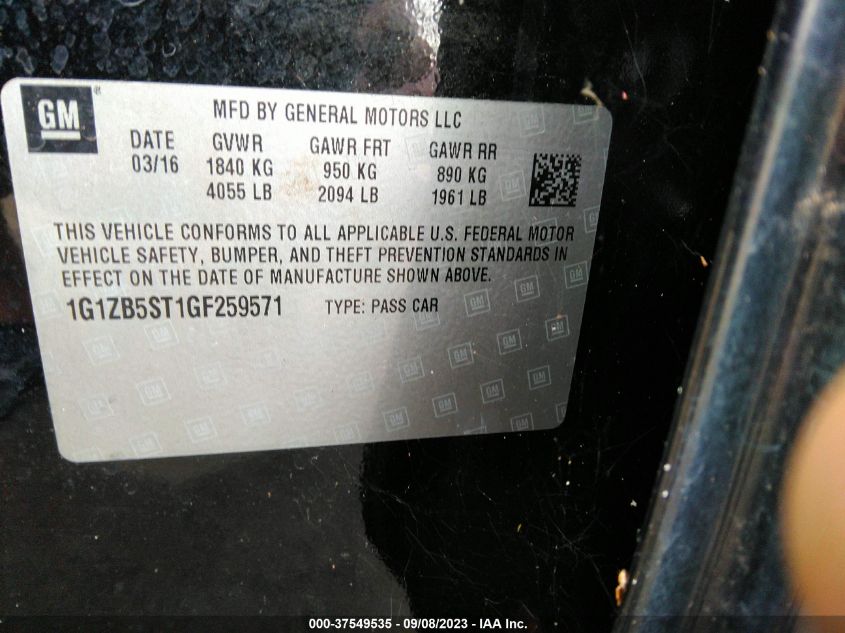 GM
MFD BY GENERAL MOTORS LLC
DATE GVWR GAWR FRT GAWR RR
03/16 1840 KG 950 KG 890 KG
4055 LB 2094 LB 1961 LB
THIS VEHICLE CONFORMS TO ALL APPLICABLE U.S. FEDERAL MOTOR
VEHICLE SAFETY, BUMPER, AND THEFT PREVENTION STANDARDS IN
EFFECT ON THE DATE OF MANUFACTURE SHOWN ABOVE.
1G1ZB5ST1GF259571 TYPE: PASS CAR
000-37549535 - 09/08/2023 - IAA Inc.